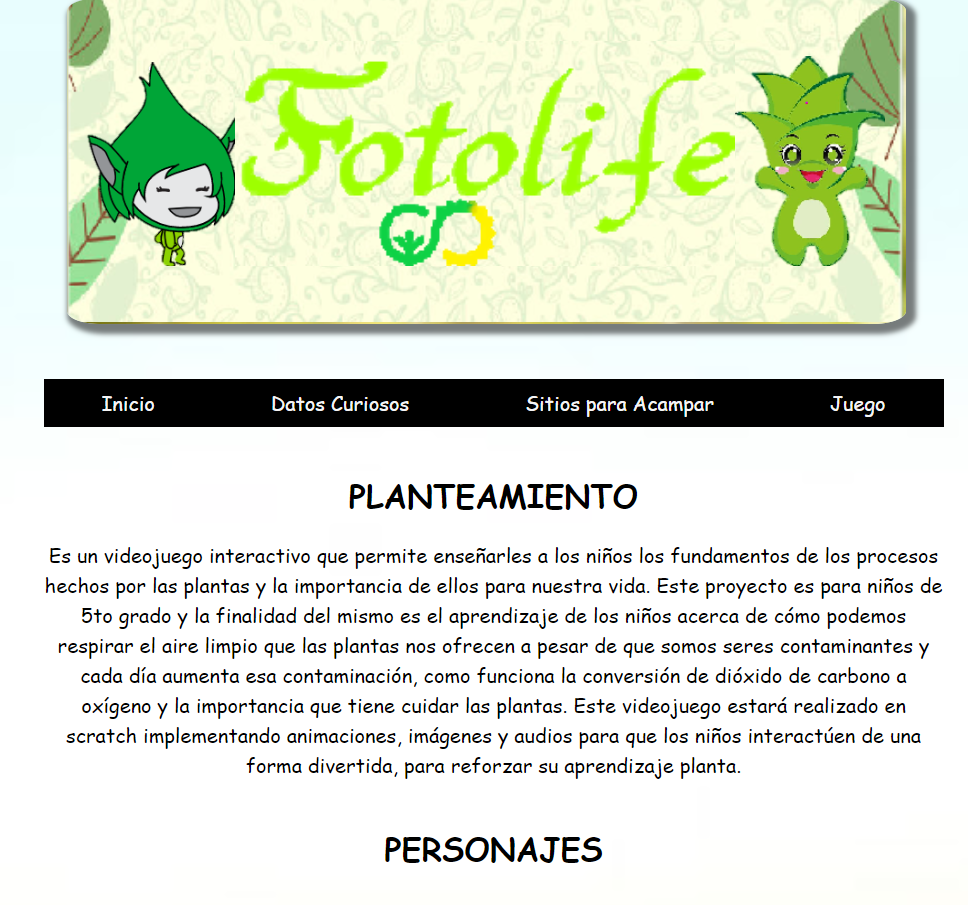 Fotolife
Inicio Datos Curiosos Sitios para Acampar Juego
PLANTEAMIENTO
Es un videojuego interactivo que permite enseñarles a los niños los fundamentos de los procesos
hechos por las plantas y la importancia de ellos para nuestra vida. Este proyecto es para niños de
5to grado y la finalidad del mismo es el aprendizaje de los niños acerca de cómo podemos
respirar el aire limpio que las plantas nos ofrecen a pesar de que somos seres contaminantes y
cada día aumenta esa contaminación, como funciona la conversión de dióxido de carbono a
oxígeno y la importancia que tiene cuidar las plantas. Este videojuego estará realizado en
scratch implementando animaciones, imágenes y audios para que los niños interactúen de una
forma divertida, para reforzar su aprendizaje planta.
PERSONAJES